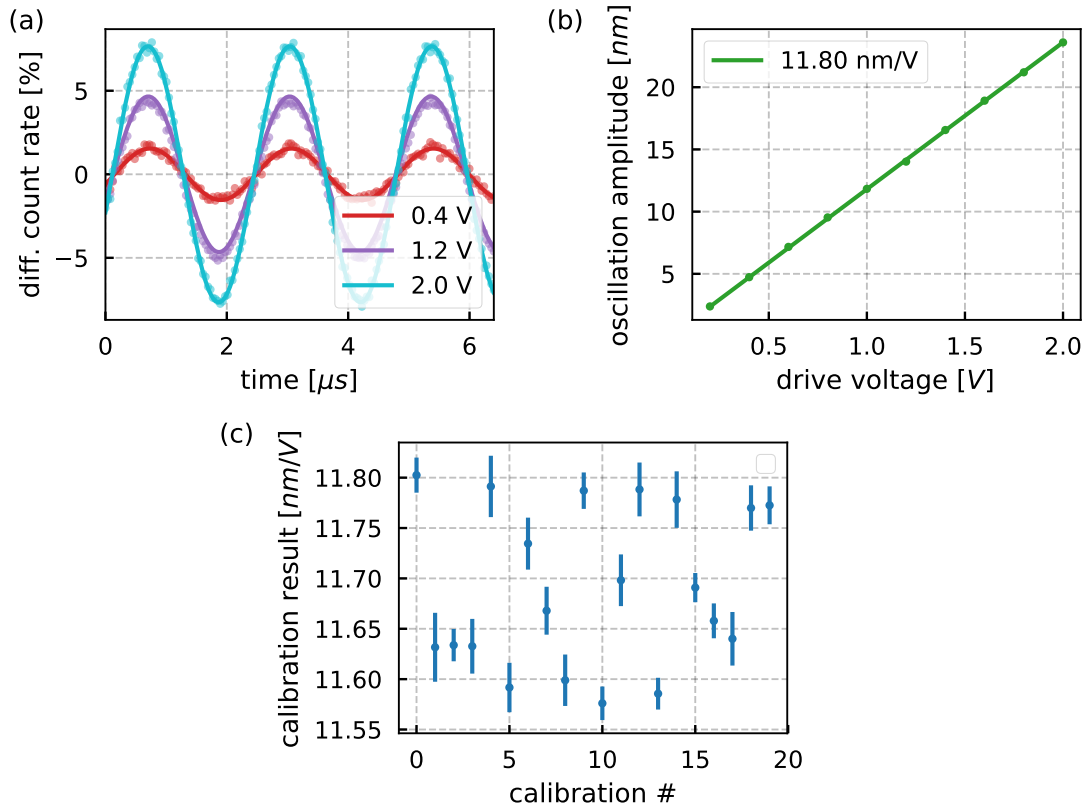 (a)
diff. count rate [%]
5
0
−5
0
2
4
6
time [μs]
0.4 V
1.2 V
2.0 V
(b)
oscillation amplitude [nm]
20
15
10
5
0.5
1.0
1.5
2.0
drive voltage [V]
11.80 nm/V
(c)
calibration result [nm/V]
11.80
11.75
11.70
11.65
11.60
11.55
0
5
10
15
20
calibration #